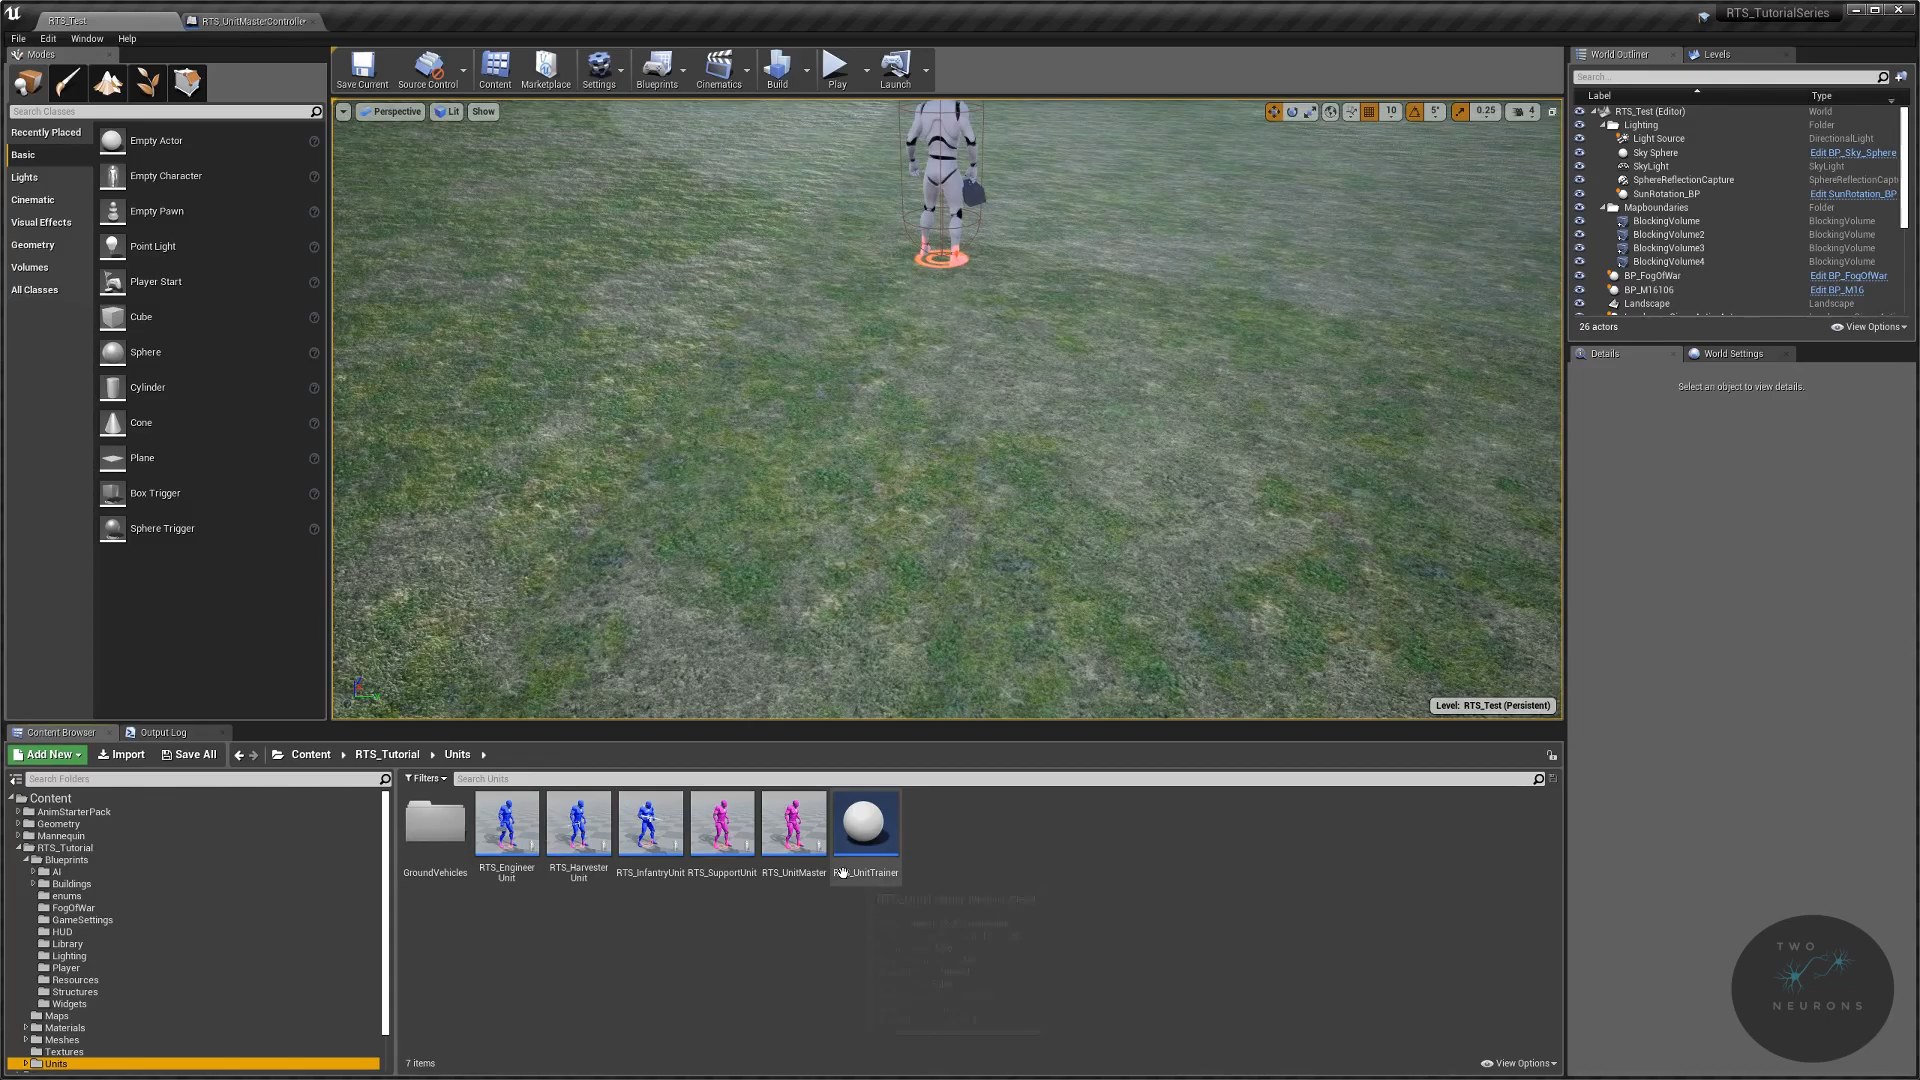 RTS_Test
RTS_UnitMasterController
RTS_TutorialSeries
File Edit Window Help
Modes
Save Current Source Control Content Marketplace Settings Blueprints Cinematics Build Play Launch
Search Classes
Recently Placed
Basic
Lights
Cinematic
Visual Effects
Geometry
Volumes
All Classes
Empty Actor
Empty Character
Empty Pawn
Point Light
Player Start
Cube
Sphere
Cylinder
Cone
Plane
Box Trigger
Sphere Trigger
Perspective Lit Show
10 5° 0.25 4
Level: RTS_Test (Persistent)
World Outliner Levels
Search...
Label Type
RTS_Test (Editor) World
Lighting Folder
Light Source DirectionalLight
Sky Sphere Edit BP_Sky_Sphere
SkyLight SkyLight
SphereReflectionCapture SphereReflectionCapt
SunRotation_BP Edit SunRotation_BP
Mapboundaries Folder
BlockingVolume BlockingVolume
BlockingVolume2 BlockingVolume
BlockingVolume3 BlockingVolume
BlockingVolume4 BlockingVolume
BP_FogOfWar Edit BP_FogOfWar
BP_M16106 Edit BP_M16
Landscape Landscape
26 actors View Options
Details World Settings
Select an object to view details.
Content Browser Output Log
Add New Import Save All Content RTS_Tutorial Units
Search Folders
Filters Search Units
Content
AnimStarterPack
Geometry
Mannequin
RTS_Tutorial
Blueprints
AI
Buildings
enums
FogOfWar
GameSettings
HUD
Library
Lighting
Player
Resources
Structures
Widgets
Maps
Materials
Meshes
Textures
Units
GroundVehicles
RTS_Engineer
Unit
RTS_Harvester
Unit
RTS_InfantryUnit
RTS_SupportUnit
RTS_UnitMaster
_UnitTrainer
7 items View Options
TWO
NEURONS